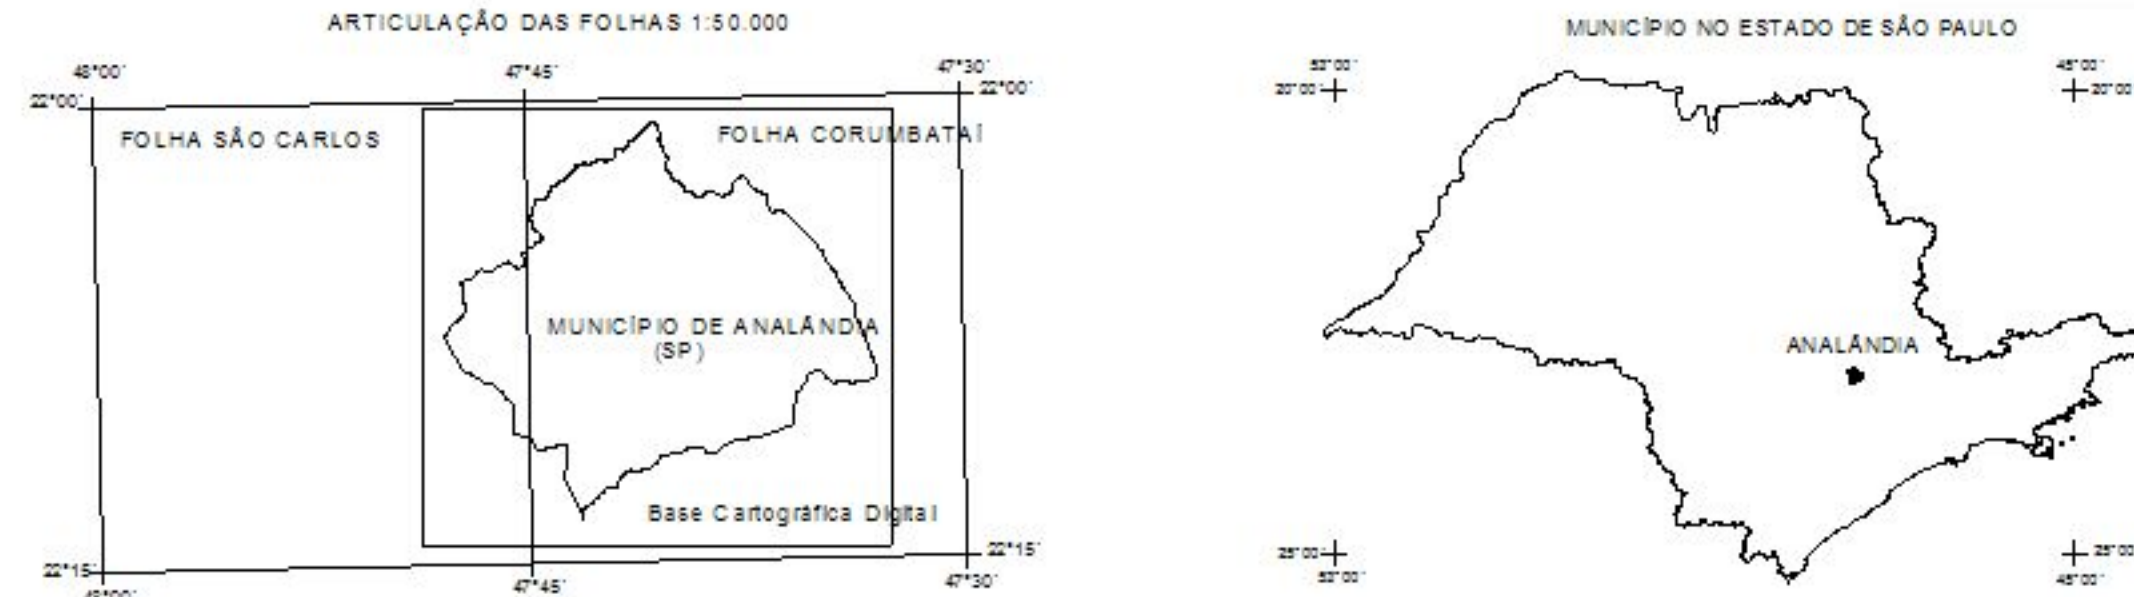 ARTICULAÇÃO DAS FOLHAS 1:50.000
48°00´
47°45´
47°30´
22°00´
22°00´
FOLHA SÃO CARLOS
FOLHA CORUMBATAÍ
MUNICÍPIO DE ANALÂNDIA
(SP)
Base Cartográfica Digital
22°15´
22°15´
48°00´
47°45´
47°30´
MUNICÍPIO NO ESTADO DE SÃO PAULO
53°00´
45°00´
20°00´
20°00´
ANALÂNDIA
25°00´
25°00´
53°00´
45°00´